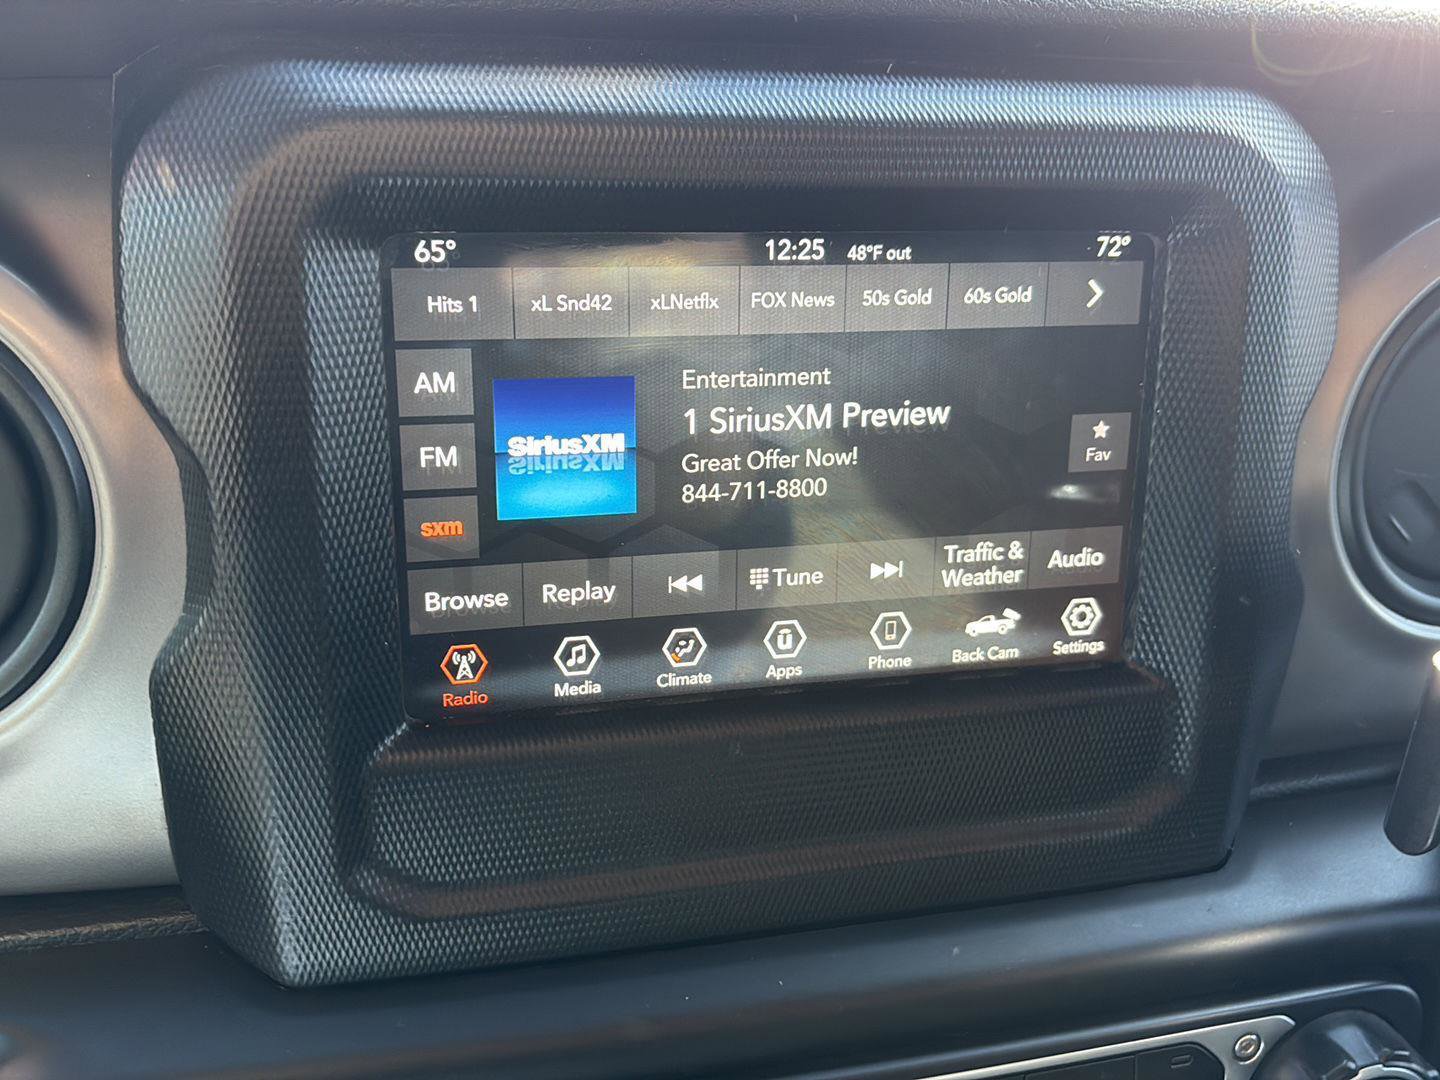 65° 12:25 48°F out 72°
Hits 1 xL Snd42 xLNetflx FOX News 50s Gold 60s Gold
AM
FM
sxm
SiriusXM
Entertainment
1 SiriusXM Preview
Great Offer Now!
844-711-8800
Fav
Browse Replay Tune Traffic & Weather Audio
Radio Media Climate Apps Phone Back Cam Settings